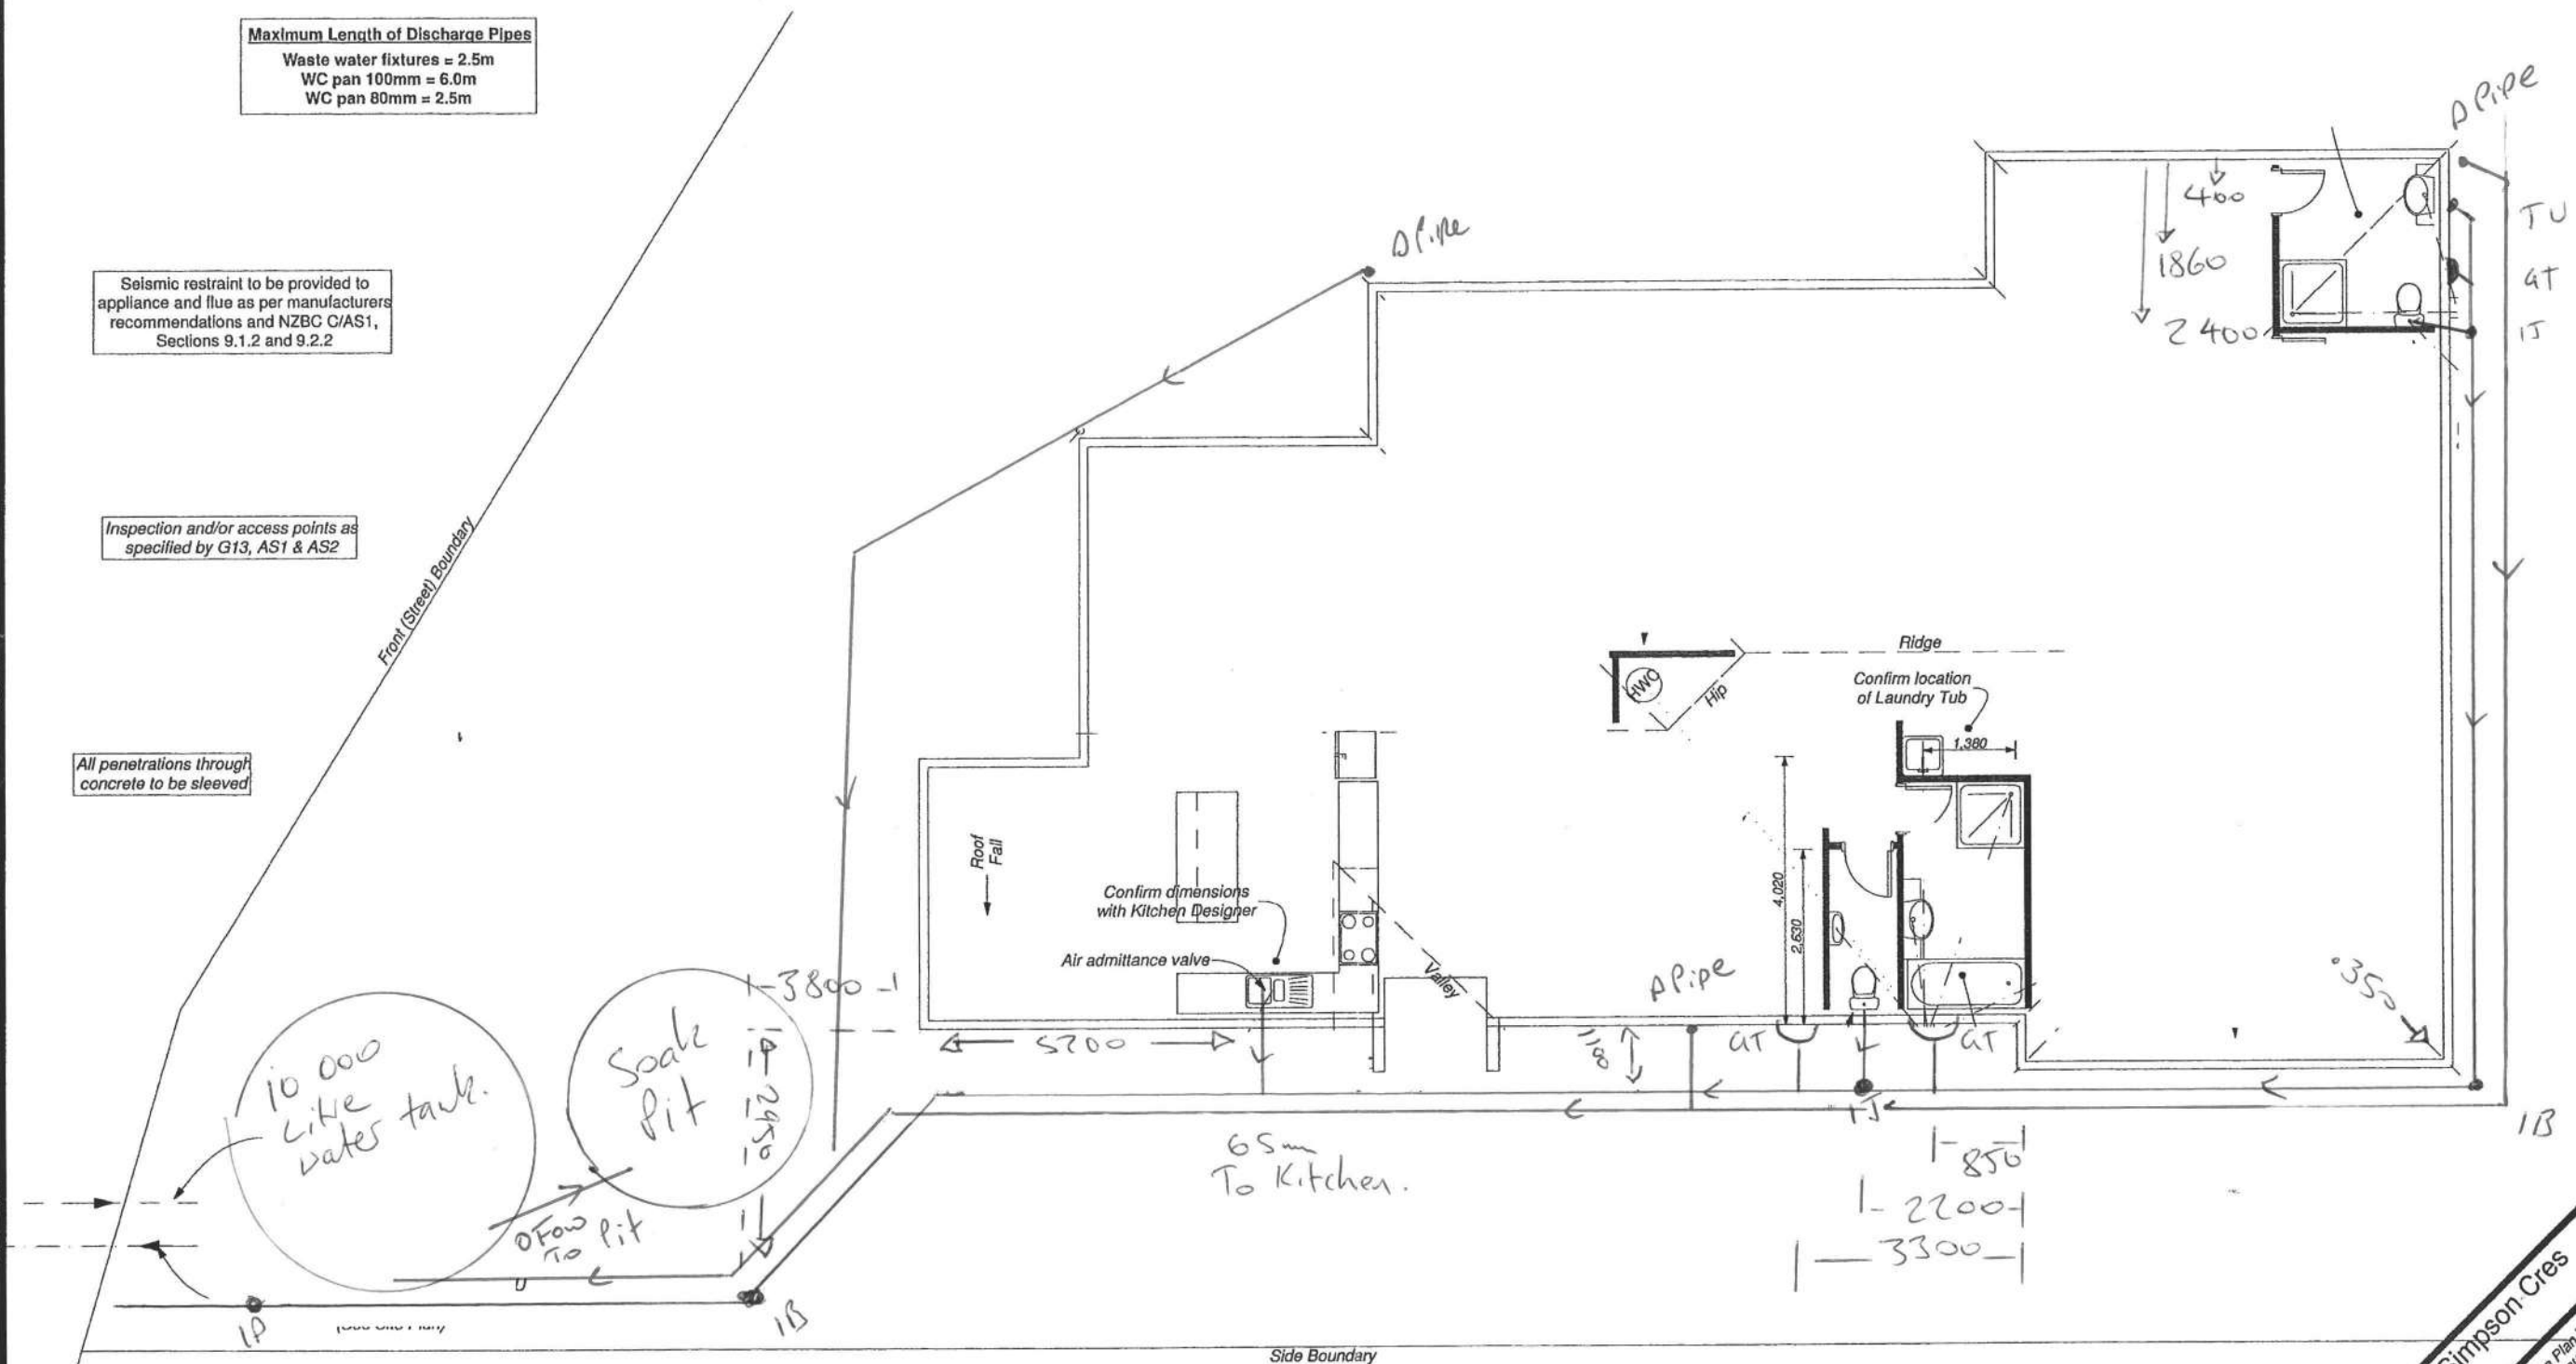 Maximum Length of Discharge Pipes
Waste water fixtures = 2.5m
WC pan 100mm = 6.0m
WC pan 80mm = 2.5m
D Pipe
400
1860
2400
TU
GT
IJ
D Pipe
Seismic restraint to be provided to
appliance and flue as per manufacturers
recommendations and NZBC C/AS1,
Sections 9.1.2 and 9.2.2
Inspection and/or access points as
specified by G13, AS1 & AS2
Front (Street) Boundary
All penetrations through
concrete to be sleeved
Ridge
HWC
Hip
Confirm location
of Laundry Tub
1,380
Roof
Fall
4,020
2,630
Confirm dimensions
with Kitchen Designer
Air admittance valve
Valley
D Pipe
350
3800
5200
1180
GT
GT
10 000
Litre
water tank.
Soak
Pit
2950
IJ
IB
65mm
To Kitchen.
850
2200
3300
OFlow
To Pit
IP
IB
(See Site Plan)
Side Boundary
Simpson Cres